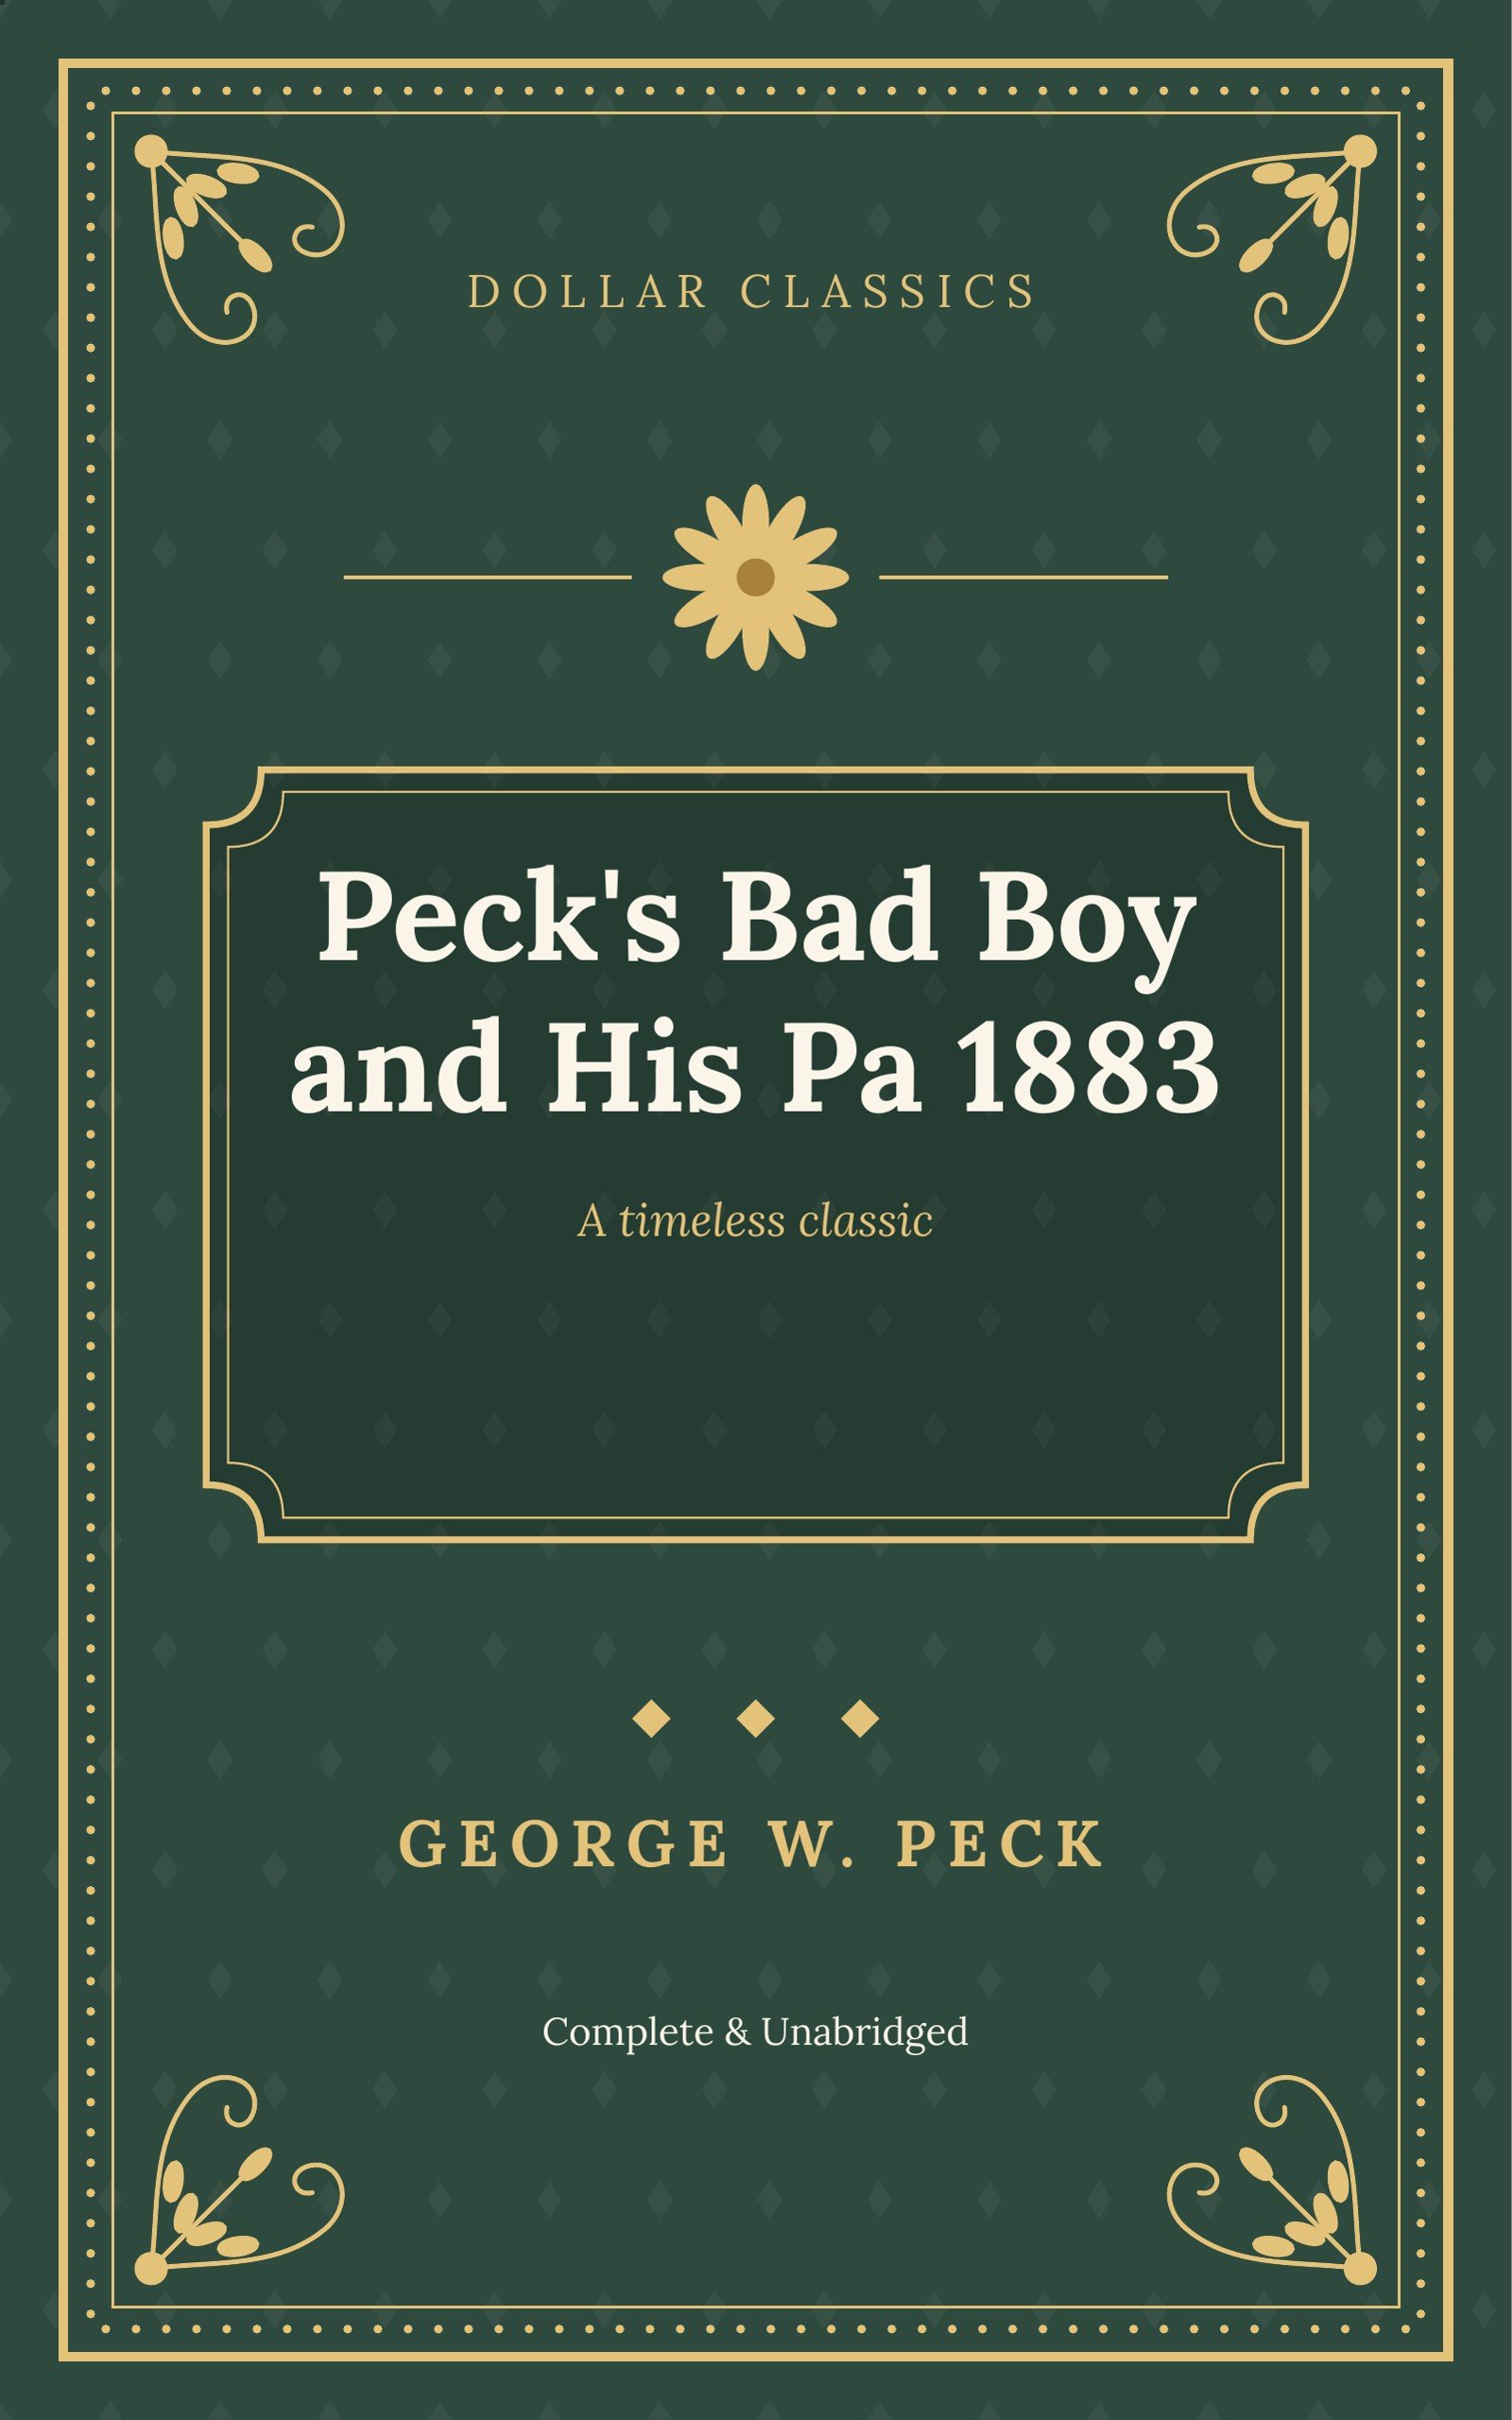 DOLLAR CLASSICS
Peck's Bad Boy
and His Pa 1883
A timeless classic
GEORGE W. PECK
Complete & Unabridged